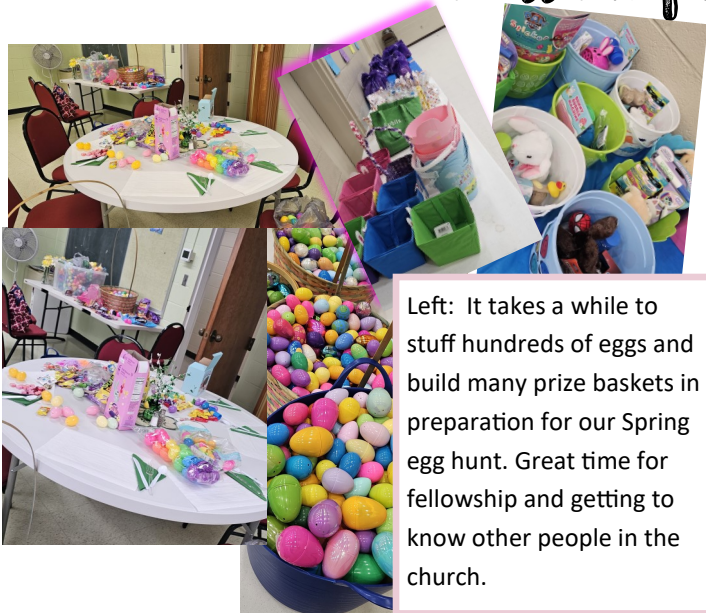 Left: It takes a while to
stuff hundreds of eggs and
build many prize baskets in
preparation for our Spring
egg hunt. Great time for
fellowship and getting to
know other people in the
church.